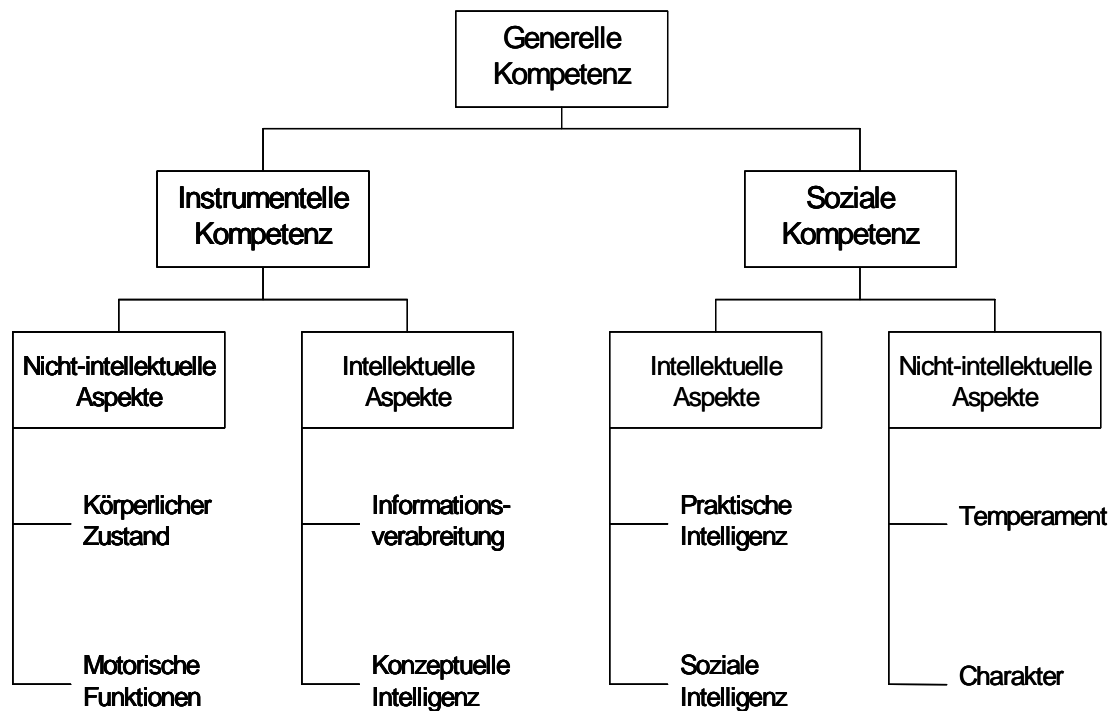 Generelle
Kompetenz
Instrumentelle
Kompetenz
Soziale
Kompetenz
Nicht-intellektuelle
Aspekte
Intellektuelle
Aspekte
Intellektuelle
Aspekte
Nicht-intellektuelle
Aspekte
Körperlicher
Zustand
Informations-
verabreitung
Praktische
Intelligenz
Temperament
Motorische
Funktionen
Konzeptuelle
Intelligenz
Soziale
Intelligenz
Charakter